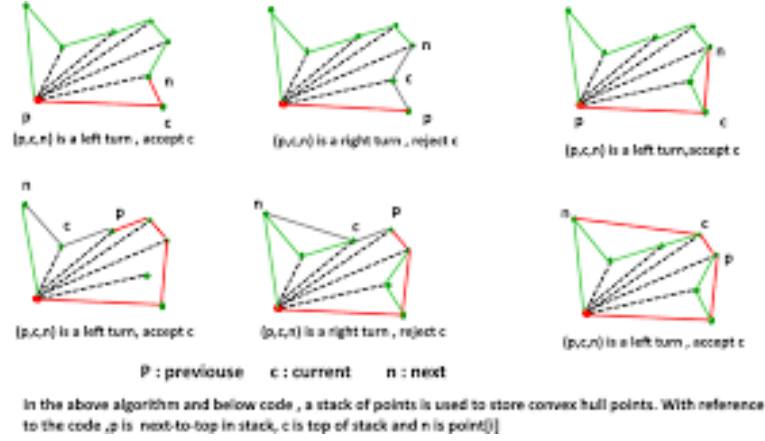 n
c
p
n
p
c
(p,c,n) is a left turn , accept c
n
c
p
(p,c,n) is a right turn , reject c
n
p
c
(p,c,n) is a left turn,accept c
n
c
p
(p,c,n) is a left turn, accept c
n
c
p
(p,c,n) is a right turn , reject c
n
c
p
(p,c,n) is a left turn , accept c
P : previouse c : current n : next
In the above algorithm and below code , a stack of points is used to store convex hull points. With reference
to the code ,p is next-to-top in stack, c is top of stack and n is point[i]